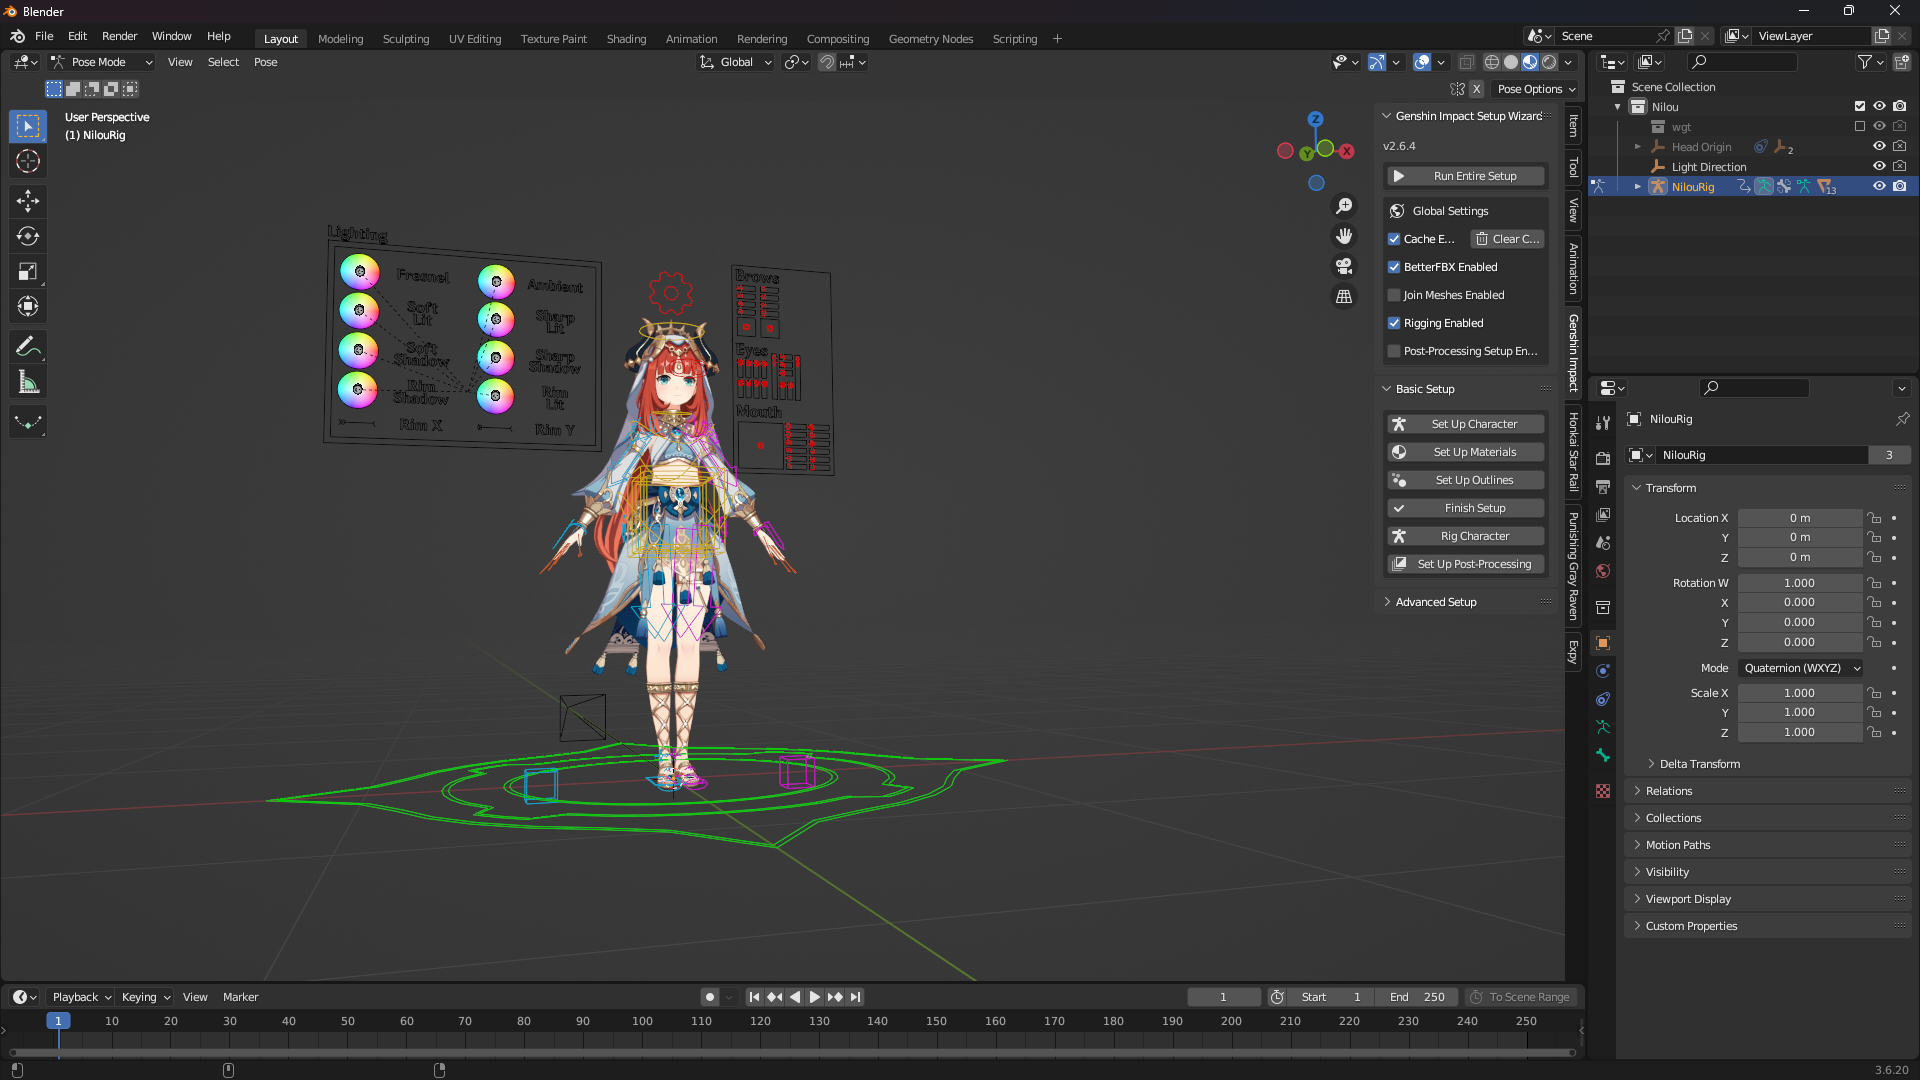 Blender
File Edit Render Window Help Layout Modeling Sculpting UV Editing Texture Paint Shading Animation Rendering Compositing Geometry Nodes Scripting + Scene ViewLayer
Pose Mode View Select Pose Global
X Pose Options
User Perspective
(1) NilouRig
Lighting
Fresnel
Ambient
Soft
Lit
Sharp
Lit
Soft
Shadow
Sharp
Shadow
Rim
Shadow
Rim
Lit
Rim X
Rim Y
Brows
Eyes
Mouth
Z
Y
X
Genshin Impact Setup Wizard
v2.6.4
Run Entire Setup
Global Settings
Cache E...
Clear C...
BetterFBX Enabled
Join Meshes Enabled
Rigging Enabled
Post-Processing Setup En...
Basic Setup
Set Up Character
Set Up Materials
Set Up Outlines
Finish Setup
Rig Character
Set Up Post-Processing
Advanced Setup
Item
Tool
View
Animation
Genshin Impact
Honkai Star Rail
Punishing Gray Raven
Expy
Scene Collection
Nilou
wgt
Head Origin 2
Light Direction
NilouRig 13
NilouRig
NilouRig 3
Transform
Location X 0 m
Y 0 m
Z 0 m
Rotation W 1.000
X 0.000
Y 0.000
Z 0.000
Mode Quaternion (WXYZ)
Scale X 1.000
Y 1.000
Z 1.000
Delta Transform
Relations
Collections
Motion Paths
Visibility
Viewport Display
Custom Properties
Playback Keying View Marker 1 Start 1 End 250 To Scene Range
1 10 20 30 40 50 60 70 80 90 100 110 120 130 140 150 160 170 180 190 200 210 220 230 240 250
3.6.20